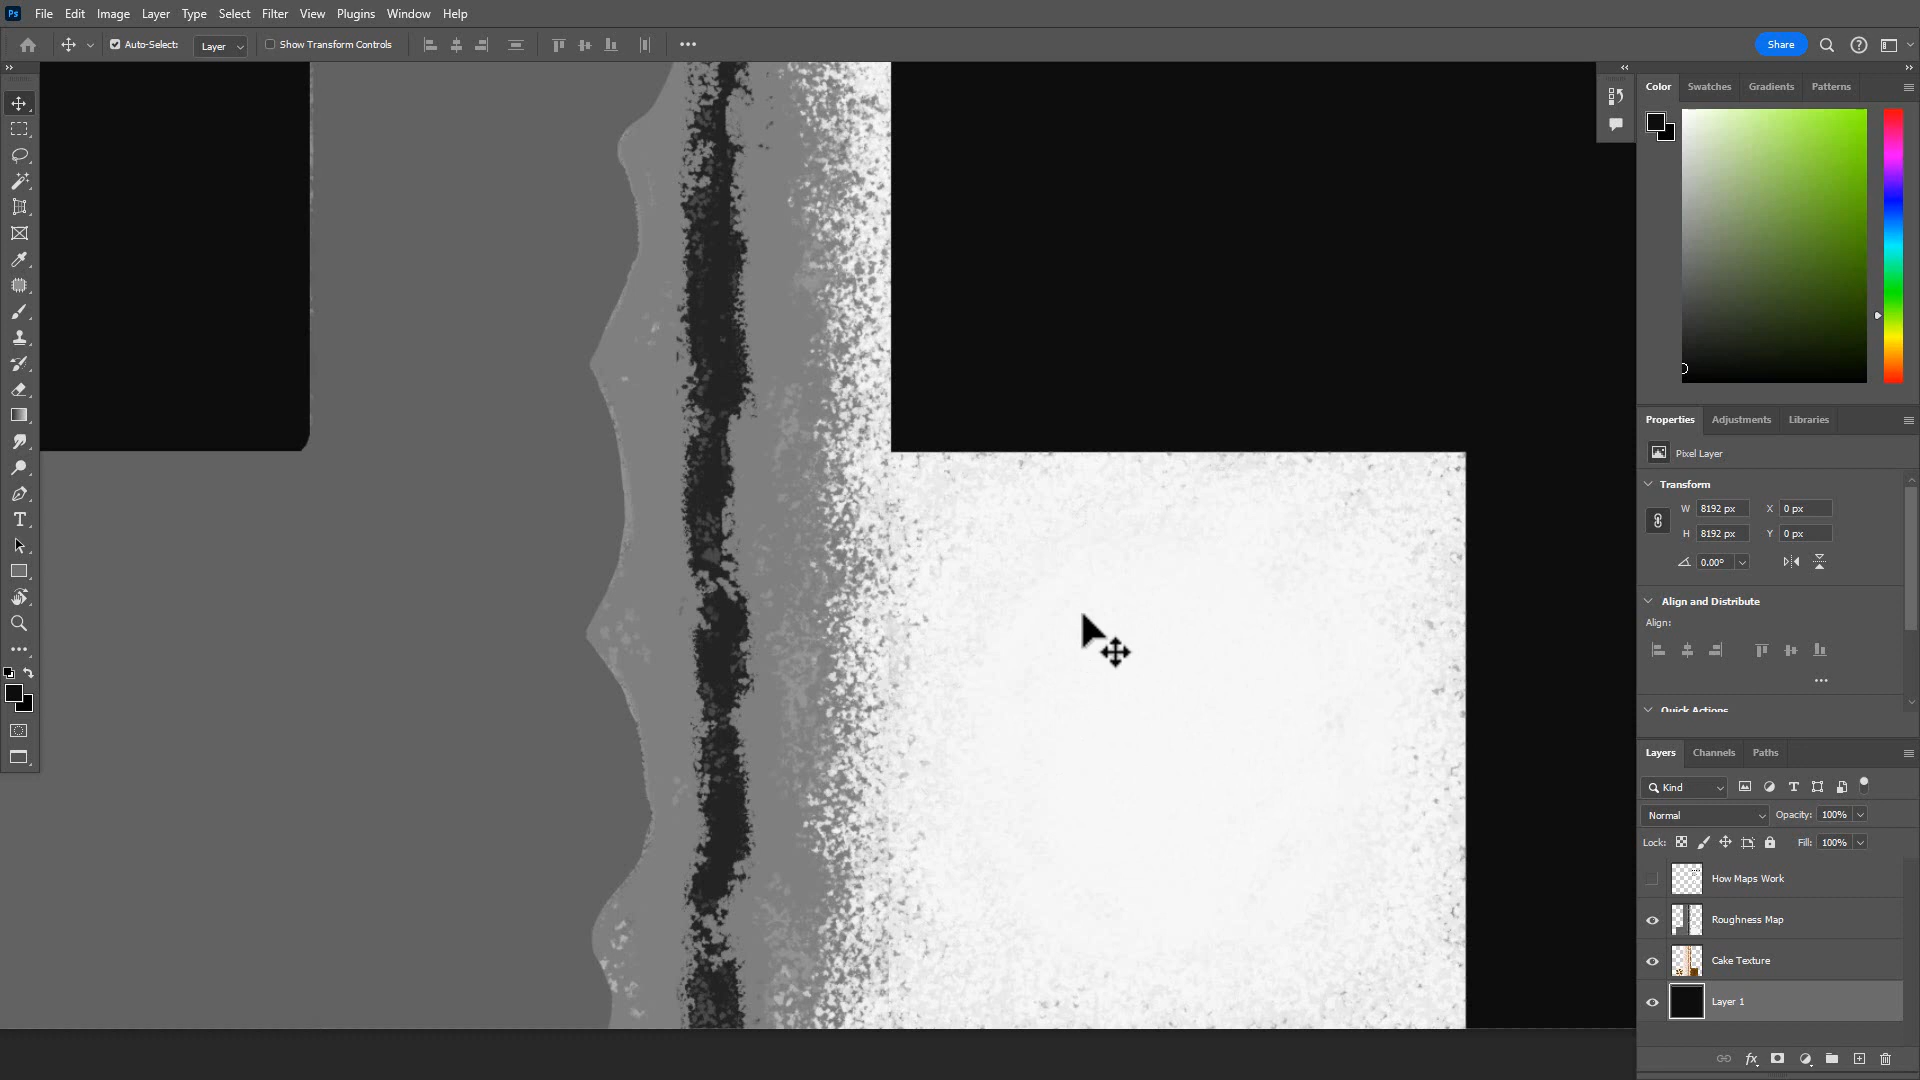 Ps File Edit Image Layer Type Select Filter View Plugins Window Help
Auto-Select: Layer Show Transform Controls Share
Color Swatches Gradients Patterns
Properties Adjustments Libraries
Pixel Layer
Transform
W 8192 px X 0 px
H 8192 px Y 0 px
0.00°
Align and Distribute
Align:
Quick Actions
Layers Channels Paths
Kind
Normal Opacity: 100%
Lock: Fill: 100%
How Maps Work
Roughness Map
Cake Texture
Layer 1